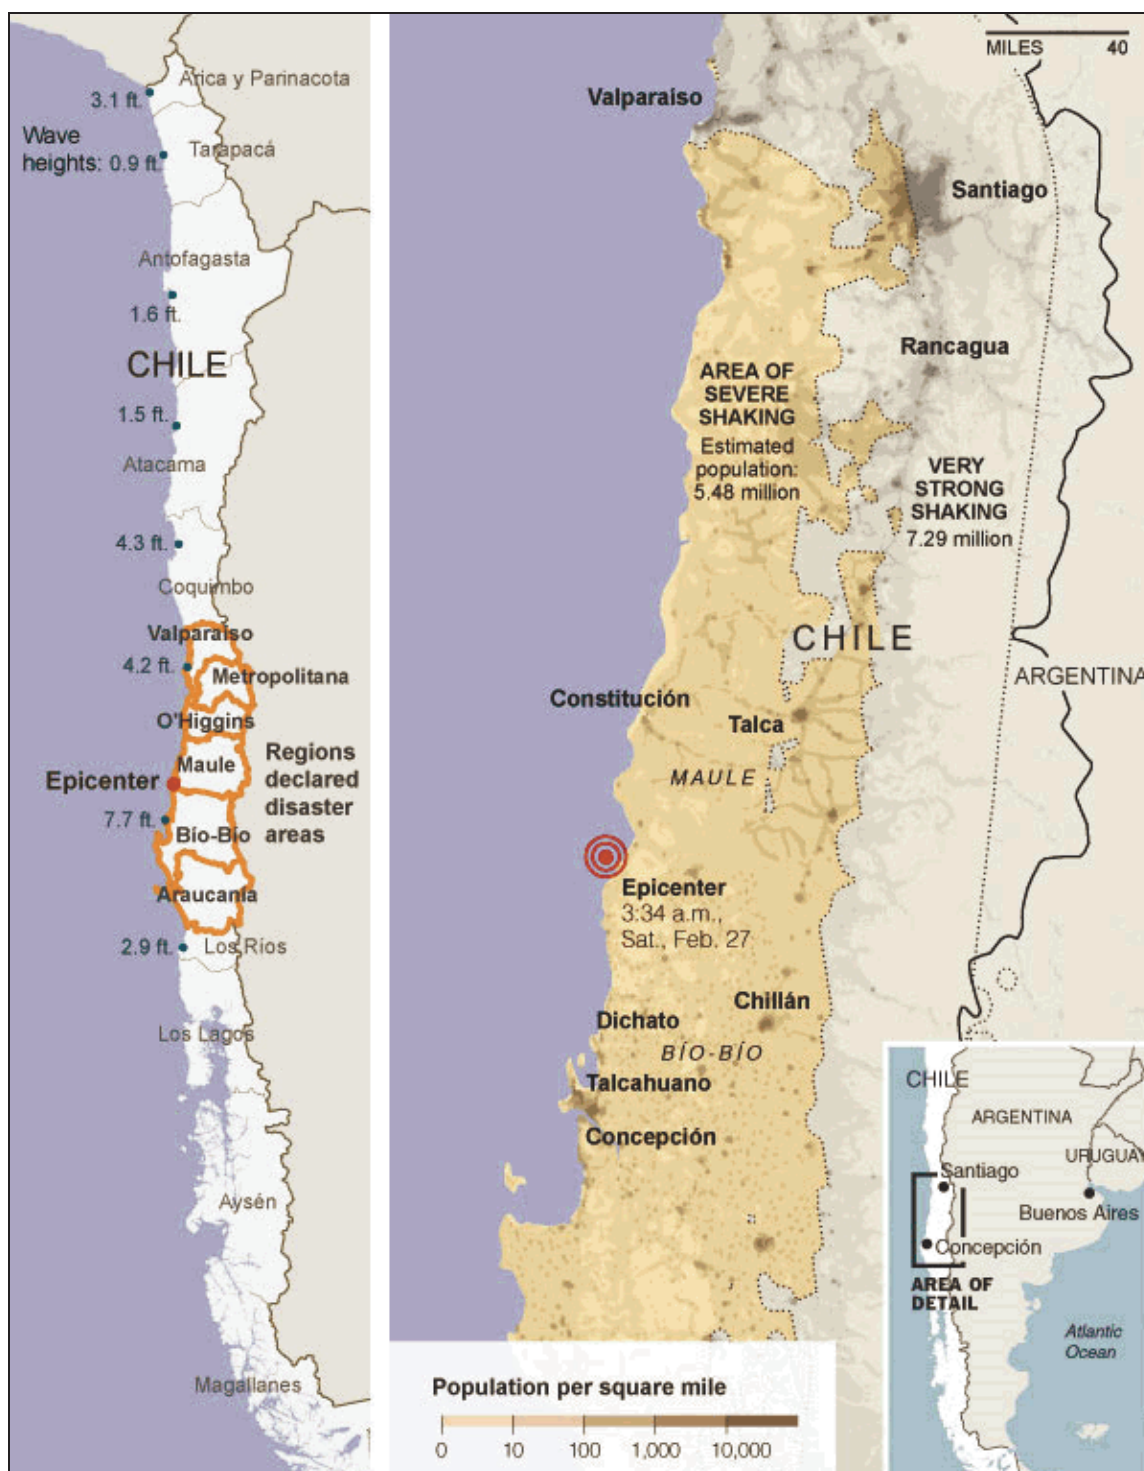 Arica y Parinacota
3.1 ft.
Wave
heights: 0.9 ft.
Tarapacá
Antofagasta
1.6 ft.
CHILE
1.5 ft.
Atacama
4.3 ft.
Coquimbo
Valparaíso
4.2 ft.
Metropolitana
O'Higgins
Maule
Regions
declared
disaster
areas
Epicenter
7.7 ft.
Bío-Bío
Araucanía
2.9 ft.
Los Ríos
Los Lagos
Aysén
Magallanes
MILES 40
Valparaíso
Santiago
Rancagua
AREA OF
SEVERE
SHAKING
Estimated
population:
5.48 million
VERY
STRONG
SHAKING
7.29 million
CHILE
ARGENTINA
Constitución
Talca
MAULE
Epicenter
3:34 a.m.,
Sat., Feb. 27
Chillán
Dichato
BÍO-BÍO
Talcahuano
Concepción
CHILE
ARGENTINA
URUGUAY
Santiago
Buenos Aires
Concepción
AREA OF
DETAIL
Atlantic
Ocean
Population per square mile
0 10 100 1,000 10,000